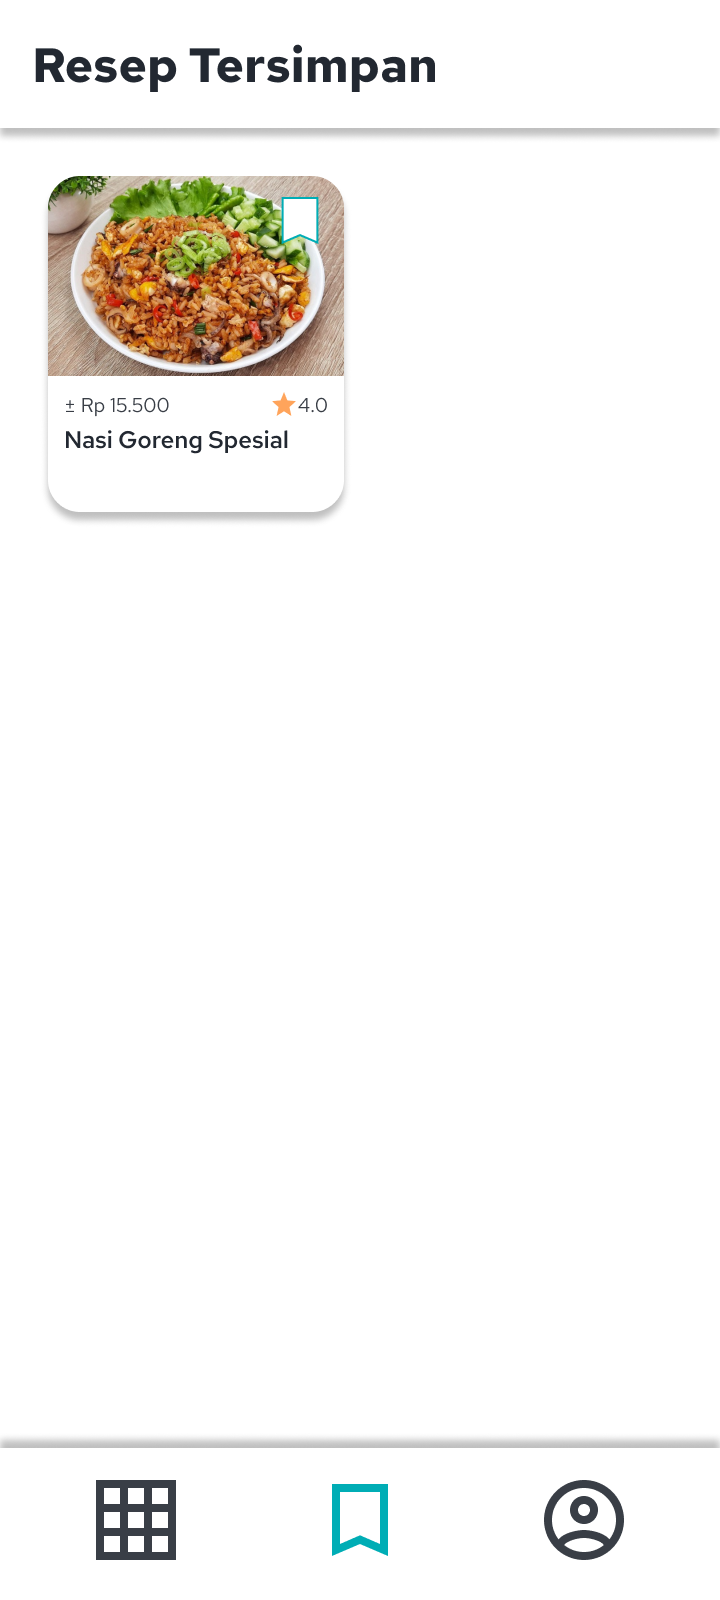 Resep Tersimpan
± Rp 15.500 4.0
Nasi Goreng Spesial